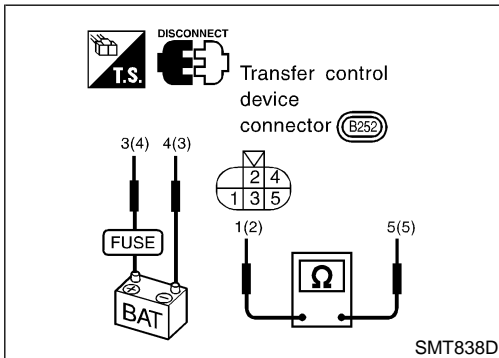 DISCONNECT
T.S.
Transfer control
device
connector B252
3(4) 4(3)
2 4
1 3 5
1(2) 5(5)
FUSE
Ω
+ −
BAT
SMT838D